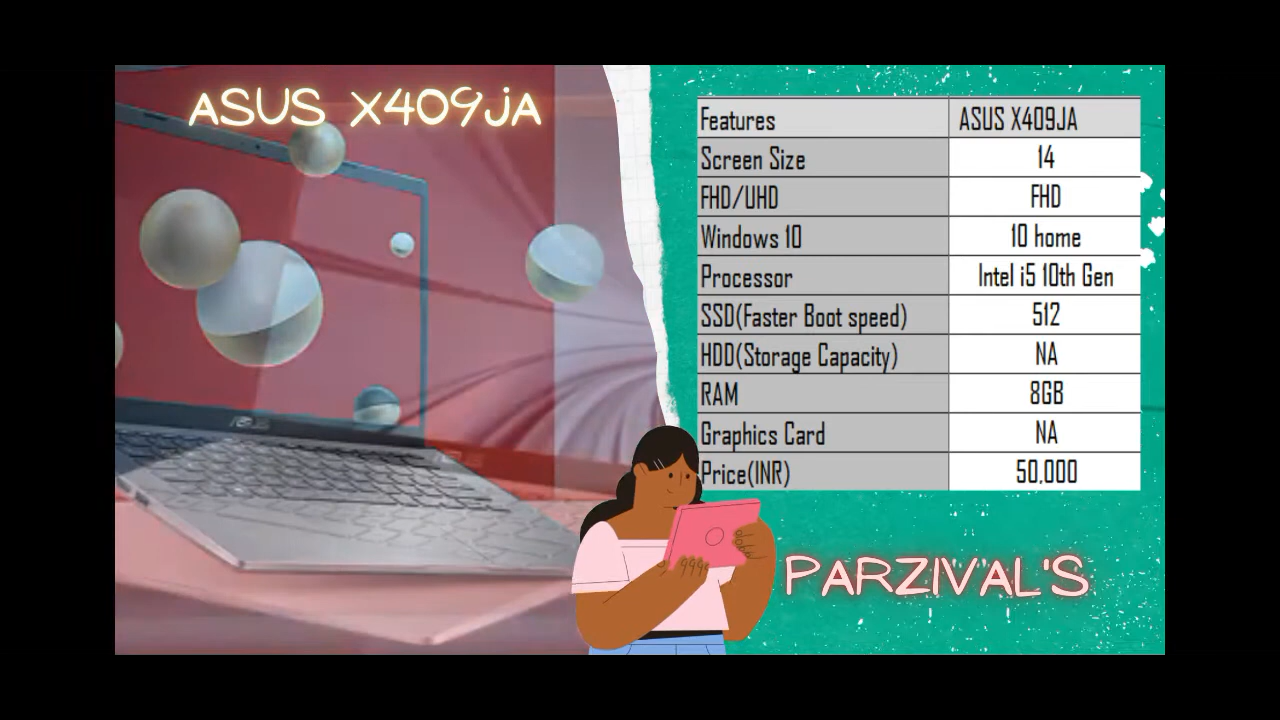 ASUS X409JA
Features ASUS X409JA
Screen Size 14
FHD/UHD FHD
Windows 10 10 home
Processor Intel i5 10th Gen
SSD(Faster Boot speed) 512
HDD(Storage Capacity) NA
RAM 8GB
Graphics Card NA
Price(INR) 50,000
PARZIVAL'S